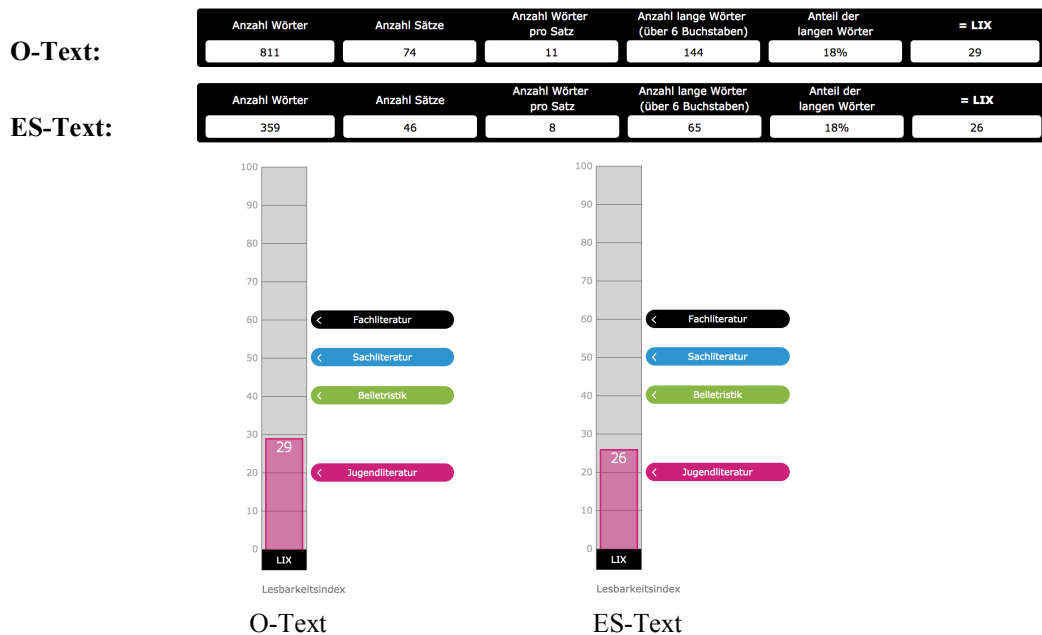 Anzahl Wörter Anzahl Sätze Anzahl Wörter pro Satz Anzahl lange Wörter (über 6 Buchstaben) Anteil der langen Wörter = LIX
O-Text: 811 74 11 144 18% 29
Anzahl Wörter Anzahl Sätze Anzahl Wörter pro Satz Anzahl lange Wörter (über 6 Buchstaben) Anteil der langen Wörter = LIX
ES-Text: 359 46 8 65 18% 26
100
90
80
70
60
50
40
30
20
10
0
29
LIX
Fachliteratur
Sachliteratur
Belletristik
Jugendliteratur
Lesbarkeitsindex
O-Text
100
90
80
70
60
50
40
30
20
10
0
26
LIX
Fachliteratur
Sachliteratur
Belletristik
Jugendliteratur
Lesbarkeitsindex
ES-Text